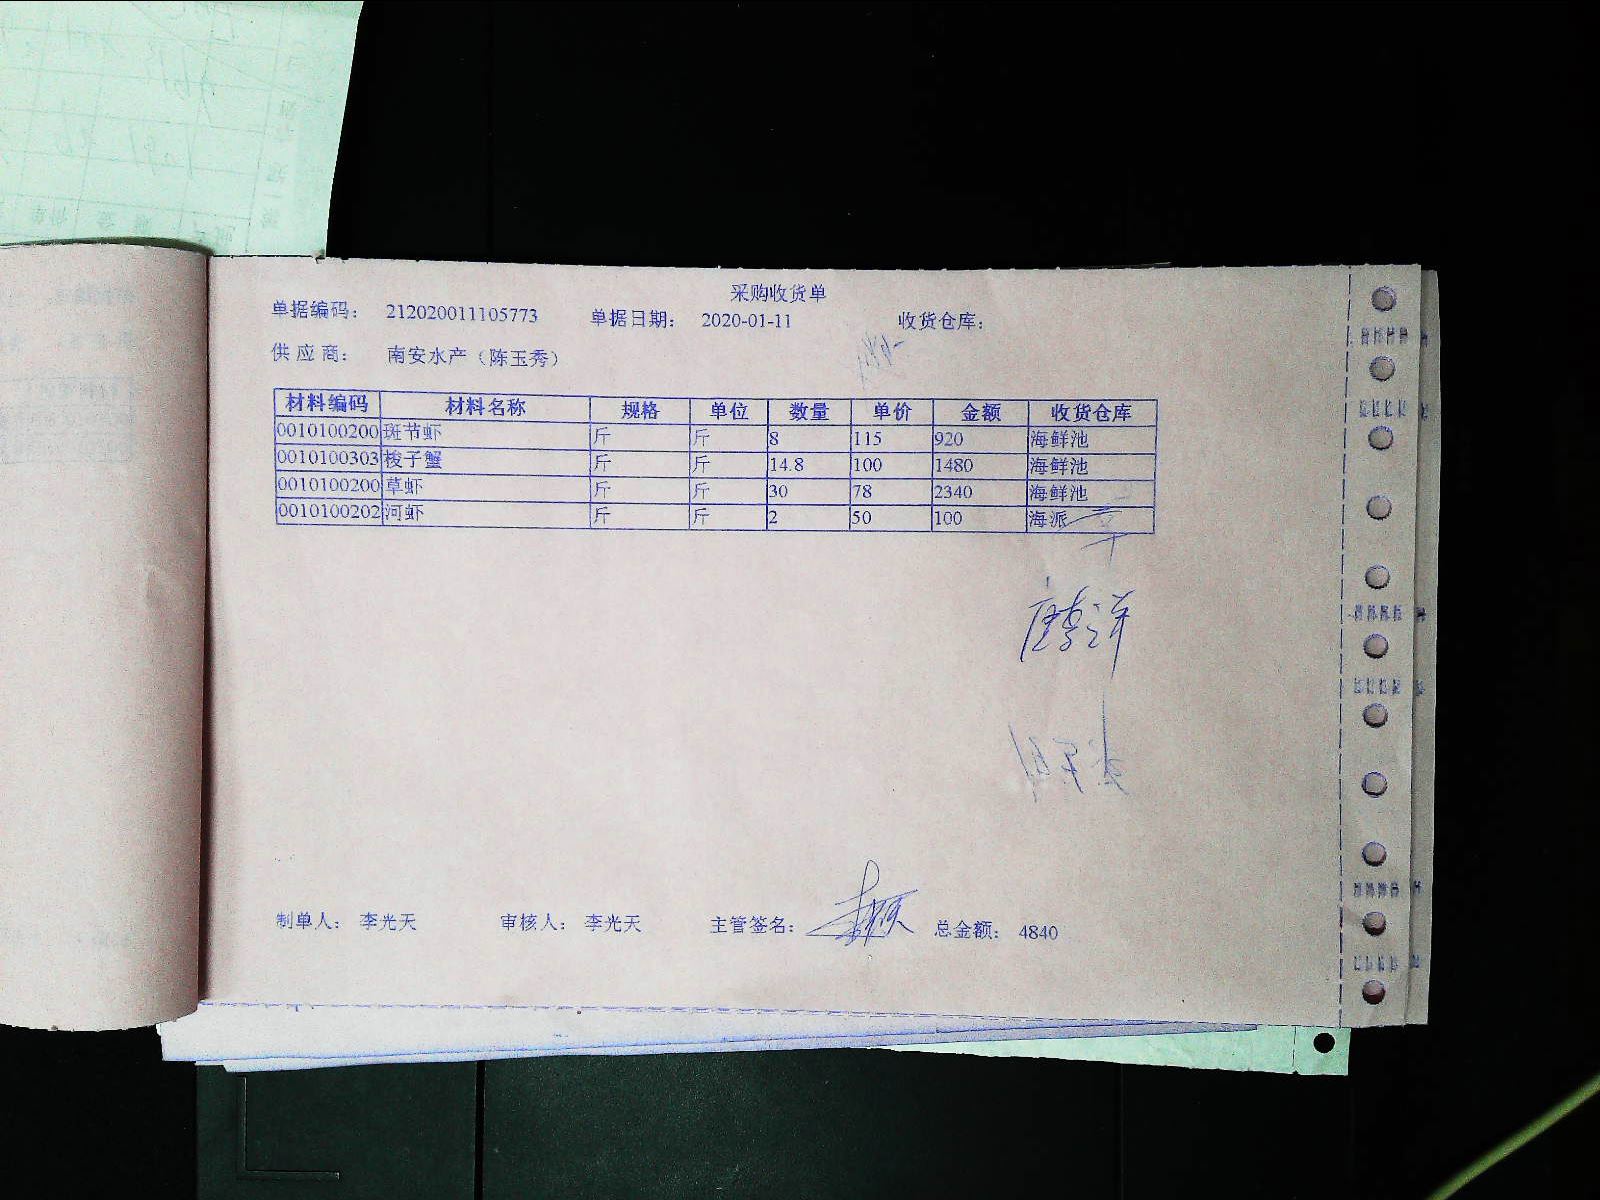 采购收货单
单据编码： 212020011105773 单据日期： 2020-01-11 收货仓库：
供 应 商： 南安水产（陈玉秀）
材料编码 材料名称 规格 单位 数量 单价 金额 收货仓库
0010100200 斑节虾 斤 斤 8 115 920 海鲜池
0010100303 梭子蟹 斤 斤 14.8 100 1480 海鲜池
0010100200 草虾 斤 斤 30 78 2340 海鲜池
0010100202 河虾 斤 斤 2 50 100 海派
制单人： 李光天 审核人： 李光天 主管签名： 总金额： 4840